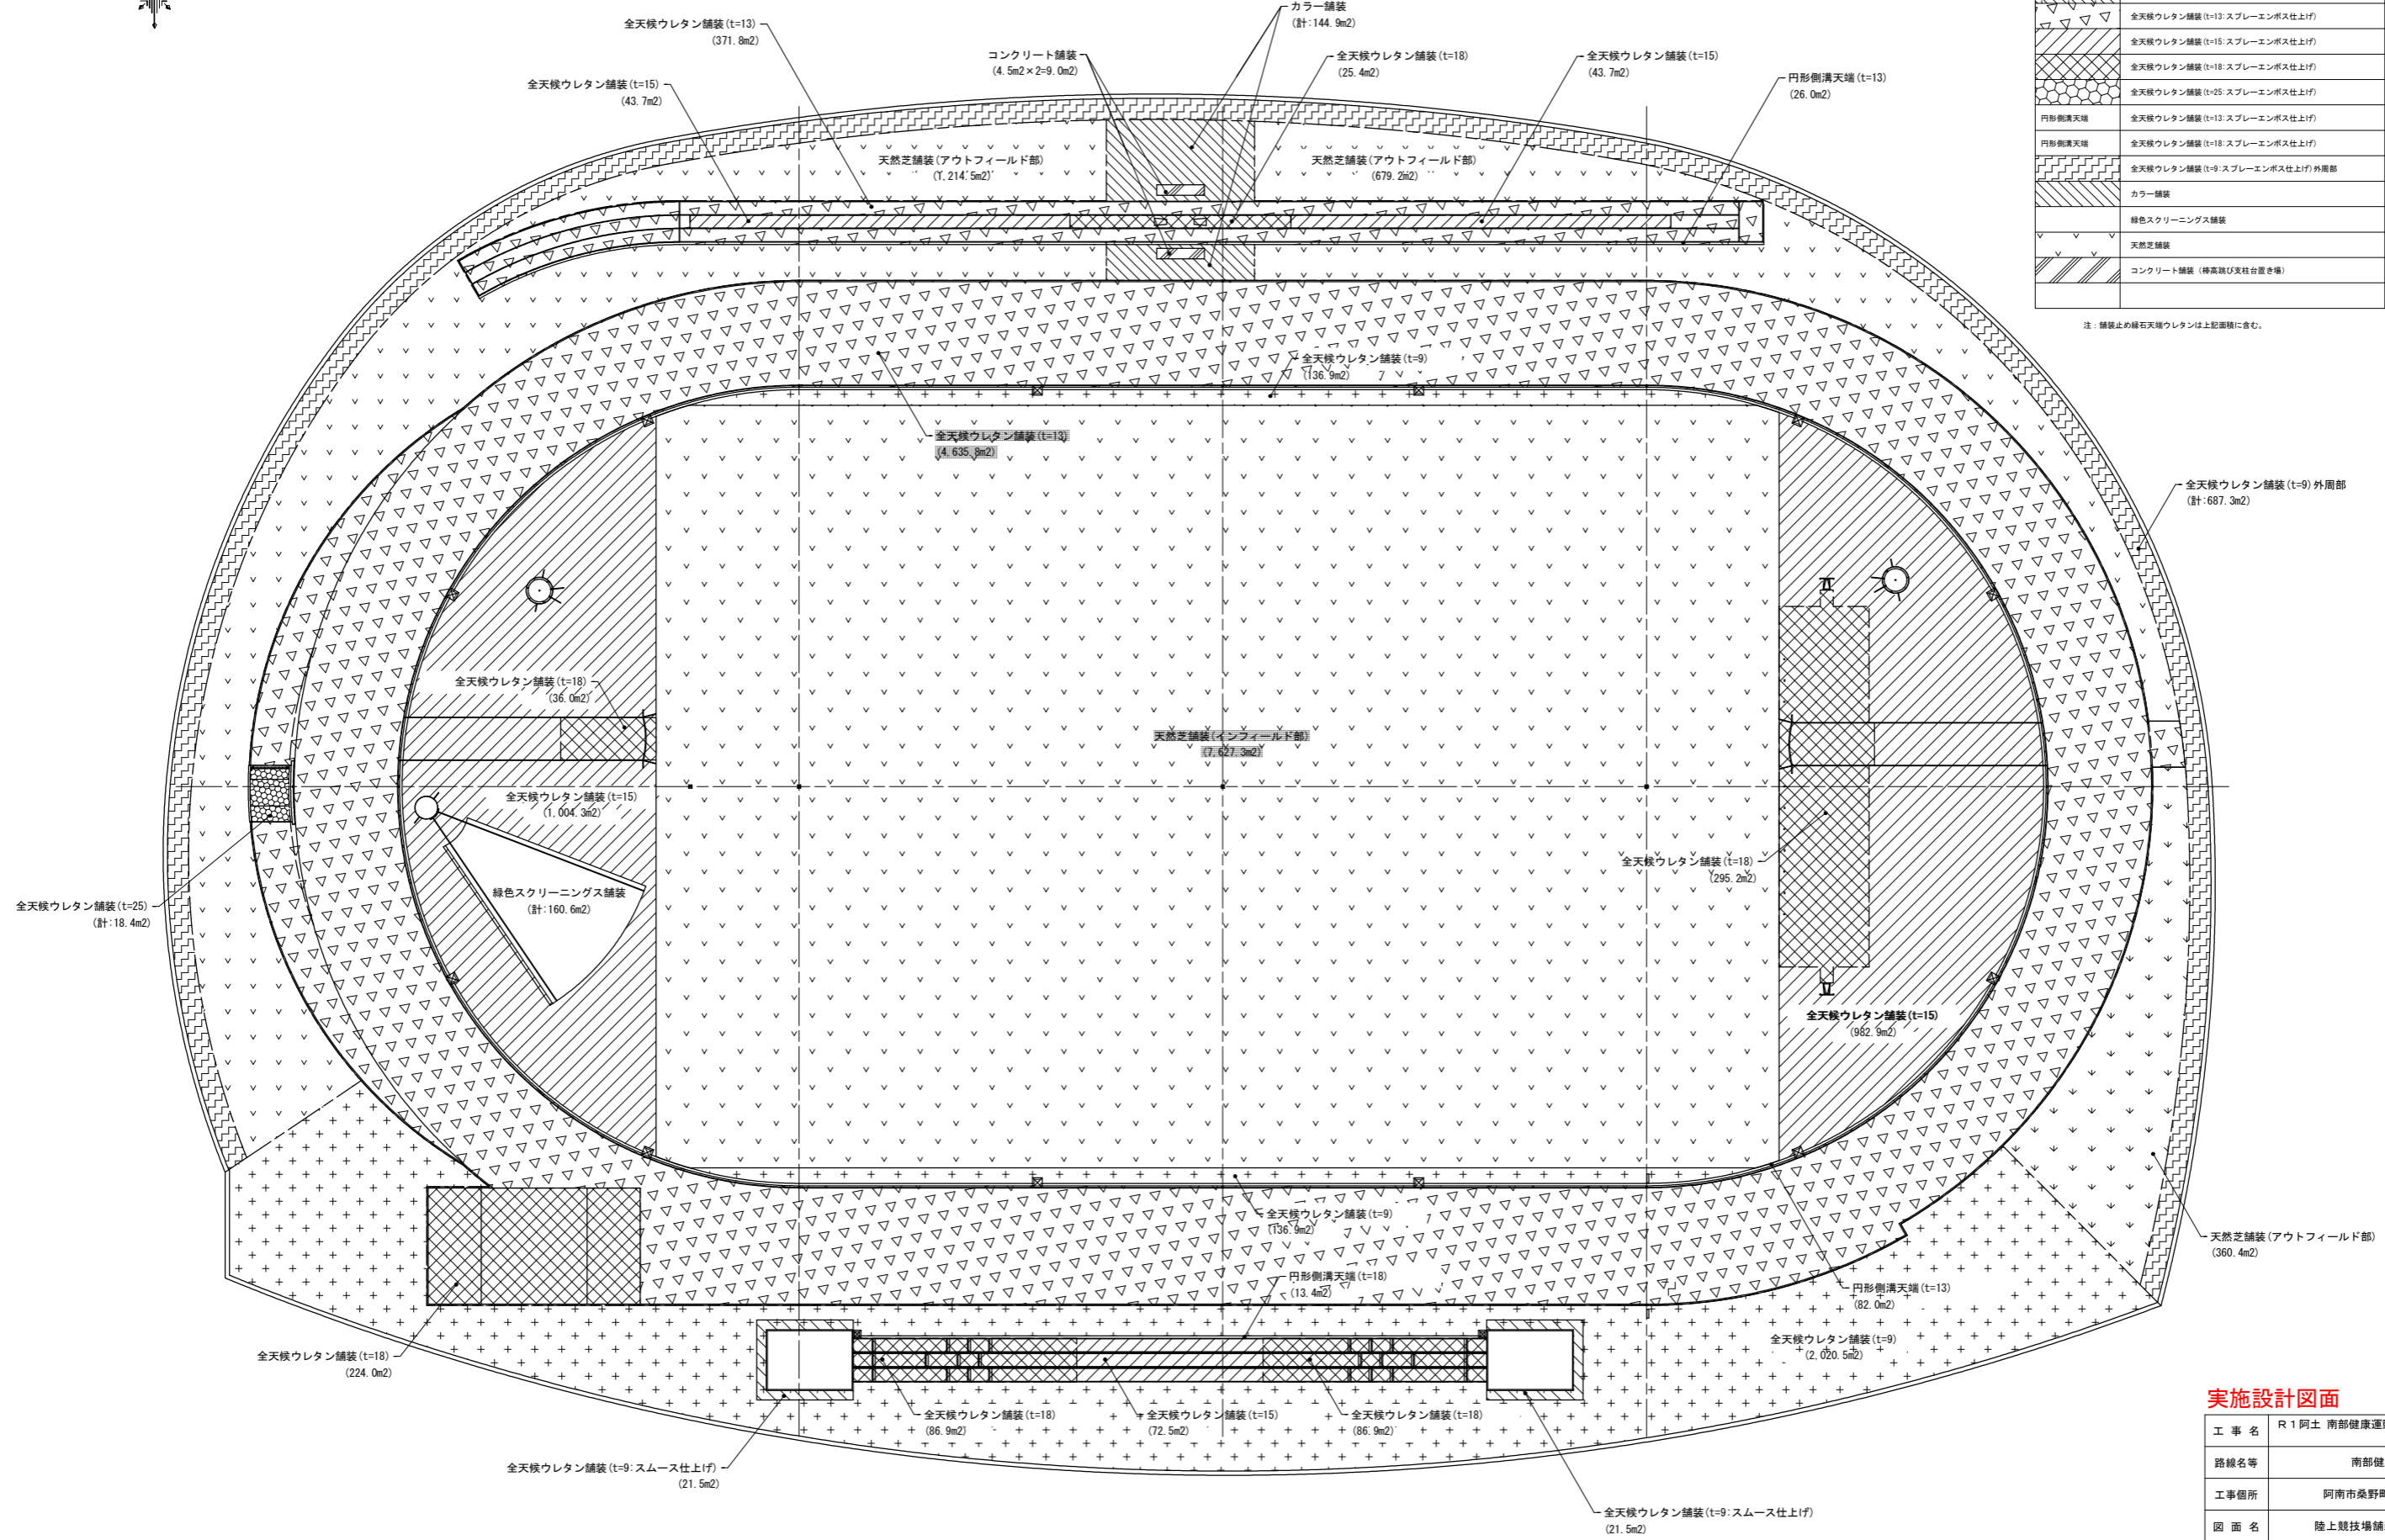 全天候ウレタン舗装(t=13)
(371.8m2)
カラー舗装
(計:144.9m2)
コンクリート舗装
(4.5m2×2=9.0m2)
全天候ウレタン舗装(t=18)
(25.4m2)
全天候ウレタン舗装(t=15)
(43.7m2)
全天候ウレタン舗装(t=15)
(43.7m2)
円形側溝天端(t=13)
(26.0m2)
全天候ウレタン舗装(t=13:スプレーエンボス仕上げ)
全天候ウレタン舗装(t=15:スプレーエンボス仕上げ)
全天候ウレタン舗装(t=18:スプレーエンボス仕上げ)
全天候ウレタン舗装(t=25:スプレーエンボス仕上げ)
円形側溝天端 全天候ウレタン舗装(t=13:スプレーエンボス仕上げ)
円形側溝天端 全天候ウレタン舗装(t=18:スプレーエンボス仕上げ)
全天候ウレタン舗装(t=9:スプレーエンボス仕上げ)外周部
カラー舗装
緑色スクリーニングス舗装
天然芝舗装
コンクリート舗装(棒高跳び支柱台置き場)
注:舗装止め縁石天端ウレタンは上記面積に含む。
天然芝舗装(アウトフィールド部)
(1,214.5m2)
天然芝舗装(アウトフィールド部)
(679.2m2)
全天候ウレタン舗装(t=9)
(136.9m2)
全天候ウレタン舗装(t=13)
(4,635.8m2)
全天候ウレタン舗装(t=9)外周部
(計:687.3m2)
全天候ウレタン舗装(t=18)
(36.0m2)
天然芝舗装(インフィールド部)
(7,627.3m2)
全天候ウレタン舗装(t=15)
(1,004.3m2)
全天候ウレタン舗装(t=18)
(295.2m2)
緑色スクリーニングス舗装
(計:160.6m2)
全天候ウレタン舗装(t=25)
(計:18.4m2)
全天候ウレタン舗装(t=15)
(982.9m2)
全天候ウレタン舗装(t=9)
(136.9m2)
天然芝舗装(アウトフィールド部)
(360.4m2)
円形側溝天端(t=18)
(13.4m2)
円形側溝天端(t=13)
(82.0m2)
全天候ウレタン舗装(t=9)
(2,020.5m2)
全天候ウレタン舗装(t=18)
(224.0m2)
全天候ウレタン舗装(t=18)
(86.9m2)
全天候ウレタン舗装(t=15)
(72.5m2)
全天候ウレタン舗装(t=18)
(86.9m2)
全天候ウレタン舗装(t=9:スムース仕上げ)
(21.5m2)
全天候ウレタン舗装(t=9:スムース仕上げ)
(21.5m2)
実施設計図面
工事名 R1阿土 南部健康運
路線名等 南部健
工事個所 阿南市桑野
図面名 陸上競技場舗